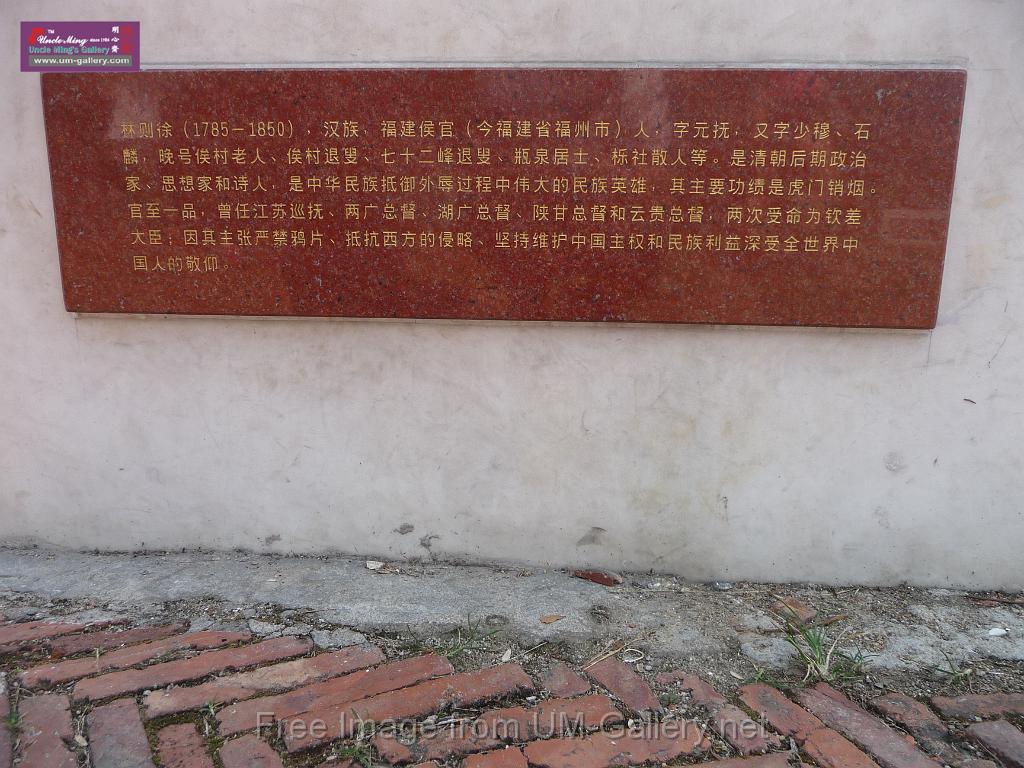 TM
Uncle Ming since 1986
Uncle Ming's Gallery
www.um-gallery.com
林则徐（1785－1850），汉族，福建侯官（今福建省福州市）人，字元抚，又字少穆、石
麟，晚号俟村老人、俟村退叟、七十二峰退叟、瓶泉居士、栎社散人等。是清朝后期政治
家、思想家和诗人，是中华民族抵御外辱过程中伟大的民族英雄，其主要功绩是虎门销烟。
官至一品，曾任江苏巡抚、两广总督、湖广总督、陕甘总督和云贵总督，两次受命为钦差
大臣；因其主张严禁鸦片、抵抗西方的侵略、坚持维护中国主权和民族利益深受全世界中
国人的敬仰。
Free Image from UM-Gallery.net